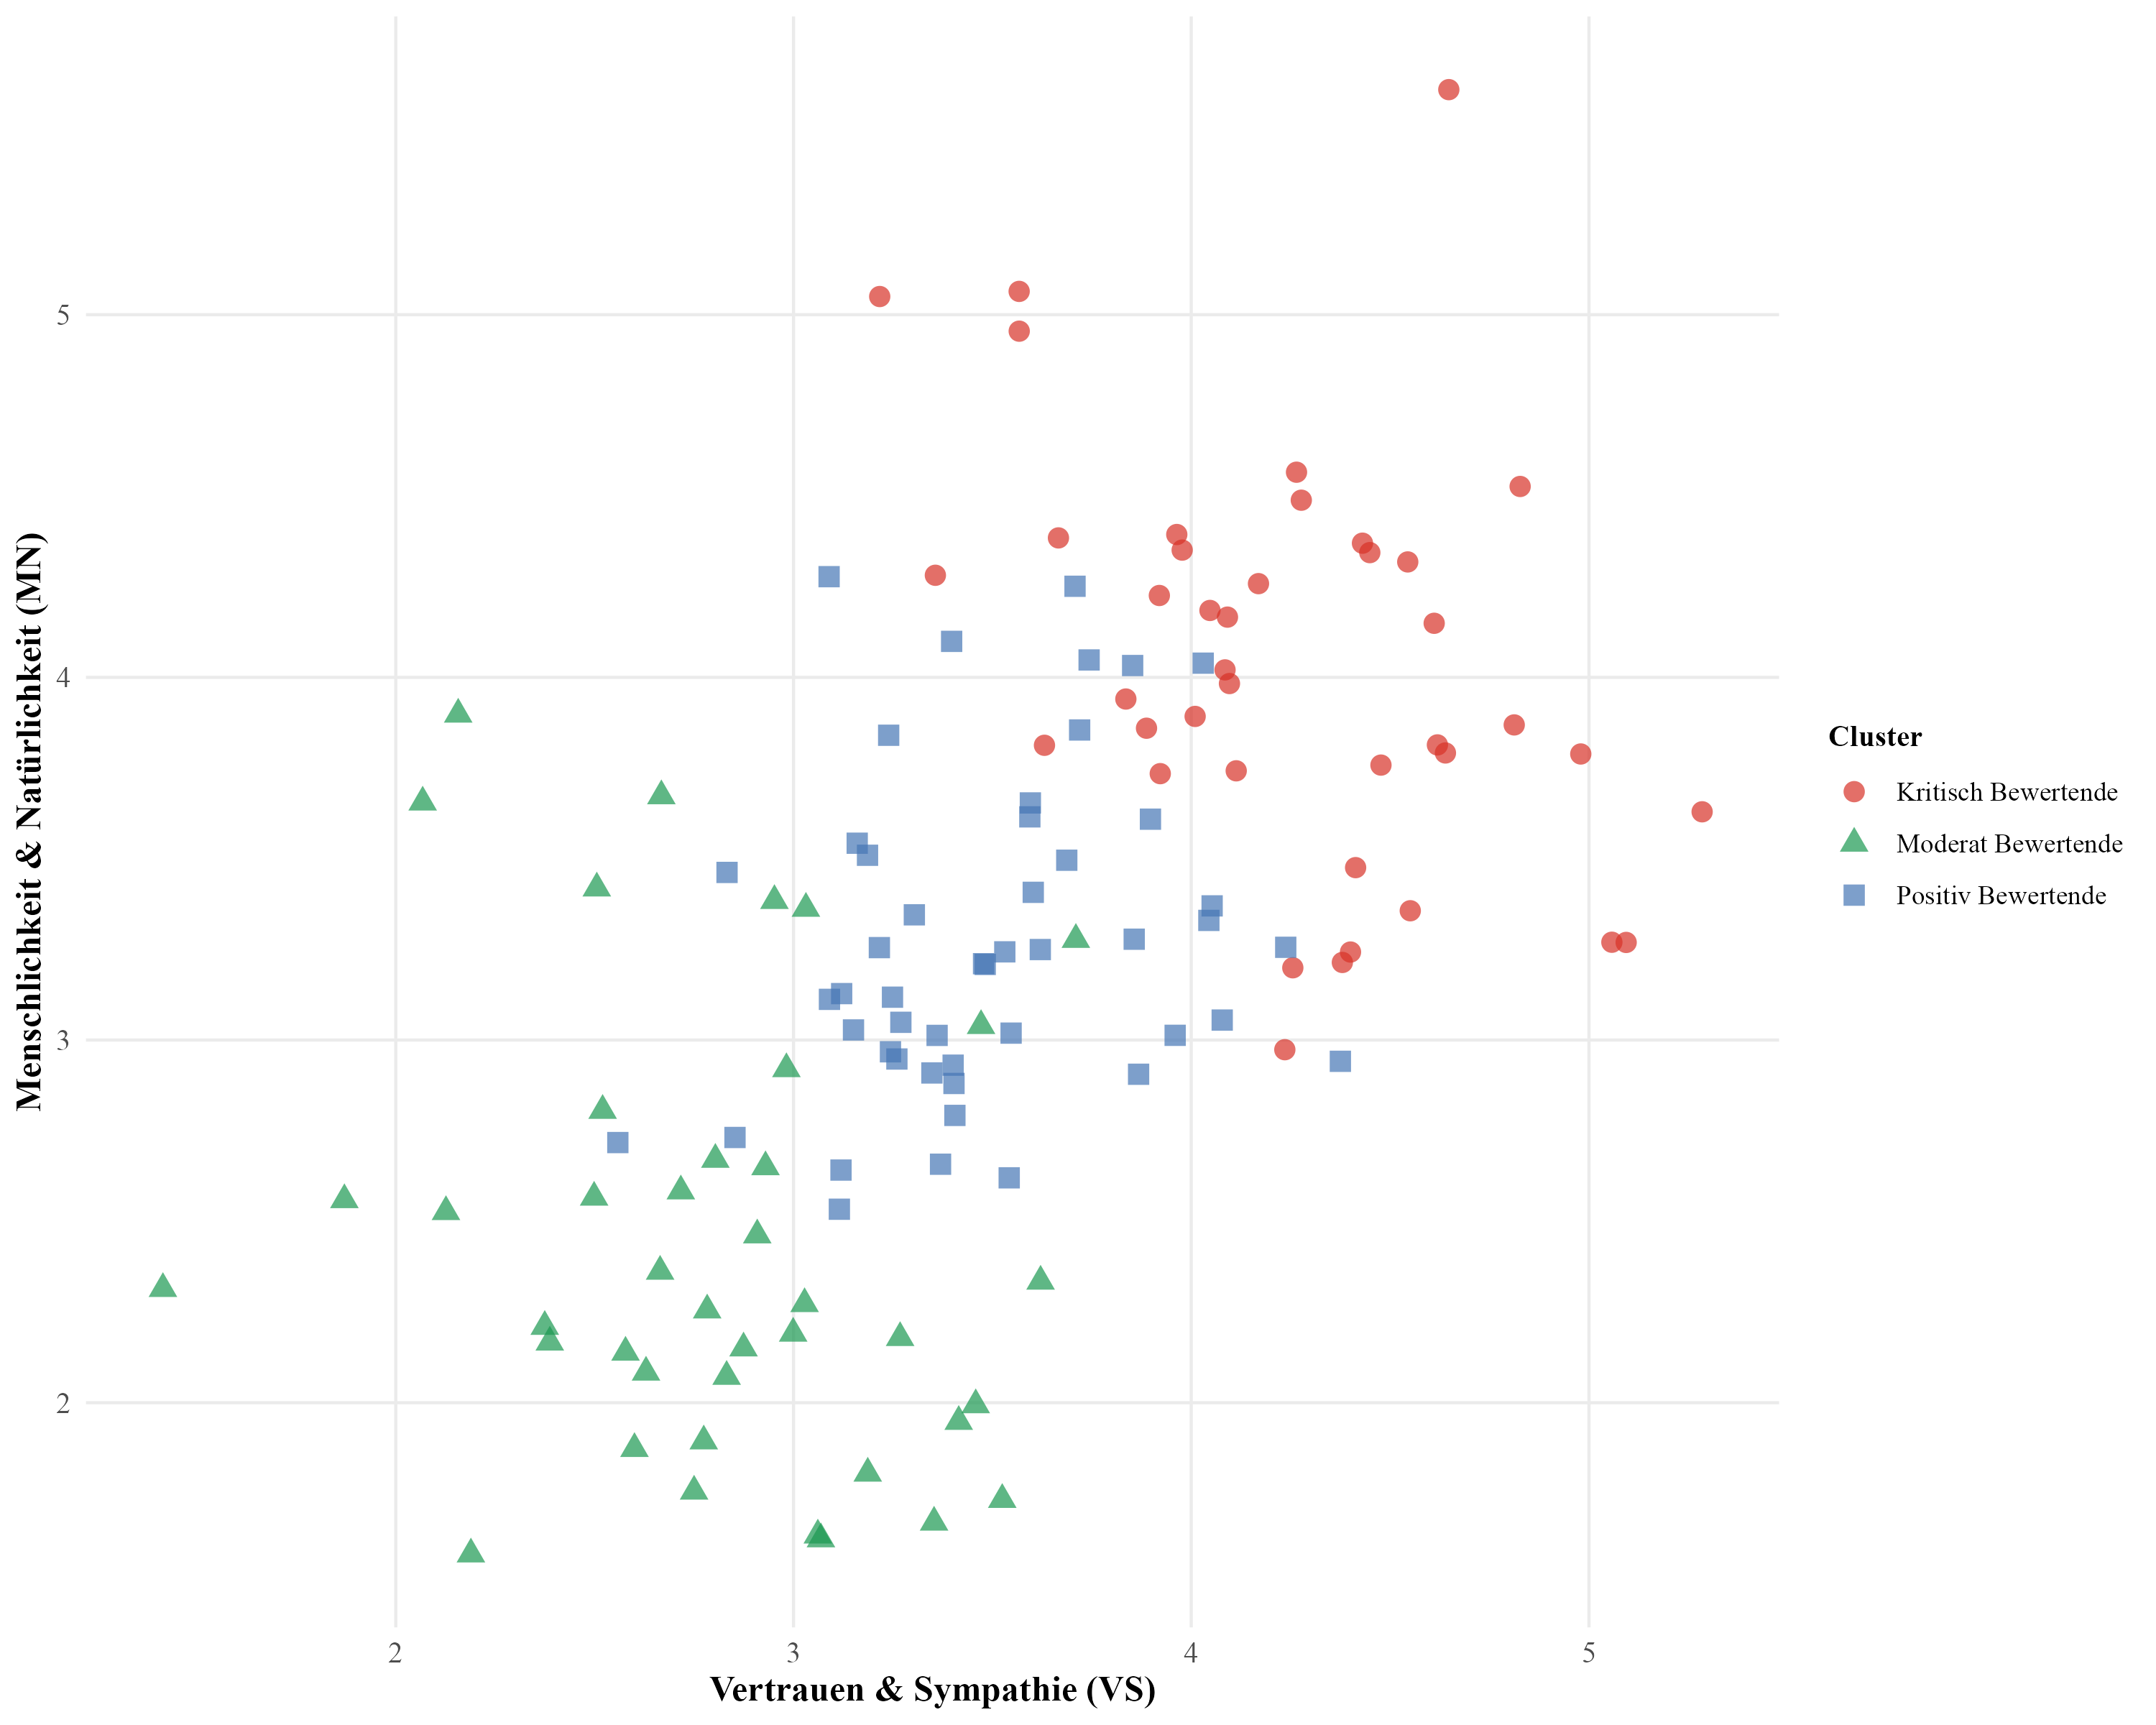 Menschlichkeit & Natürlichkeit (MN)
5
4
3
2
2
3
4
5
Vertrauen & Sympathie (VS)
Cluster
Kritisch Bewertende
Moderat Bewertende
Positiv Bewertende